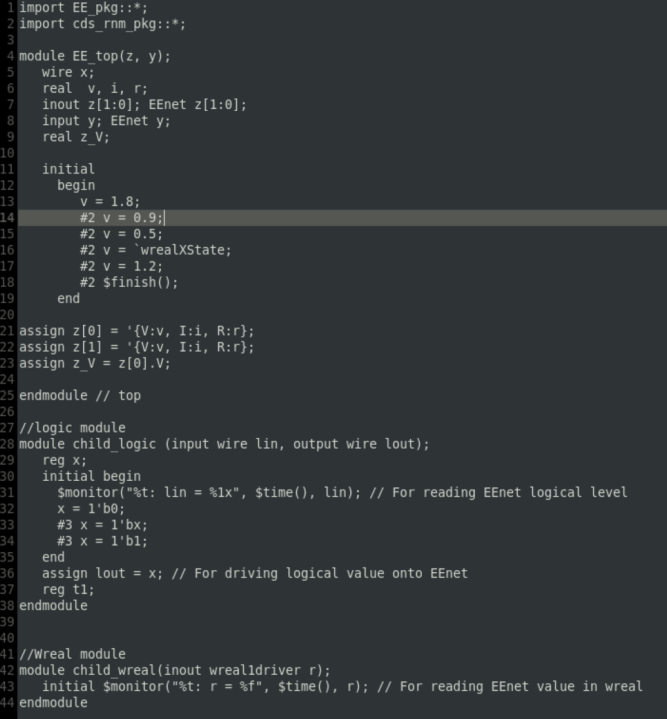 1 import EE_pkg::*;
2 import cds_rnm_pkg::*;
3
4 module EE_top(z, y);
5    wire x;
6    real  v, i, r;
7    inout z[1:0]; EEnet z[1:0];
8    input y; EEnet y;
9    real z_V;
10
11    initial
12      begin
13         v = 1.8;
14         #2 v = 0.9;
15         #2 v = 0.5;
16         #2 v = `wrealXState;
17         #2 v = 1.2;
18         #2 $finish();
19      end
20
21 assign z[0] = '{V:v, I:i, R:r};
22 assign z[1] = '{V:v, I:i, R:r};
23 assign z_V = z[0].V;
24
25 endmodule // top
26
27 //logic module
28 module child_logic (input wire lin, output wire lout);
29    reg x;
30    initial begin
31      $monitor("%t: lin = %1x", $time(), lin); // For reading EEnet logical level
32      x = 1'b0;
33      #3 x = 1'bx;
34      #3 x = 1'b1;
35    end
36    assign lout = x; // For driving logical value onto EEnet
37    reg t1;
38 endmodule
39
40
41 //Wreal module
42 module child_wreal(inout wreal1driver r);
43    initial $monitor("%t: r = %f", $time(), r); // For reading EEnet value in wreal
44 endmodule